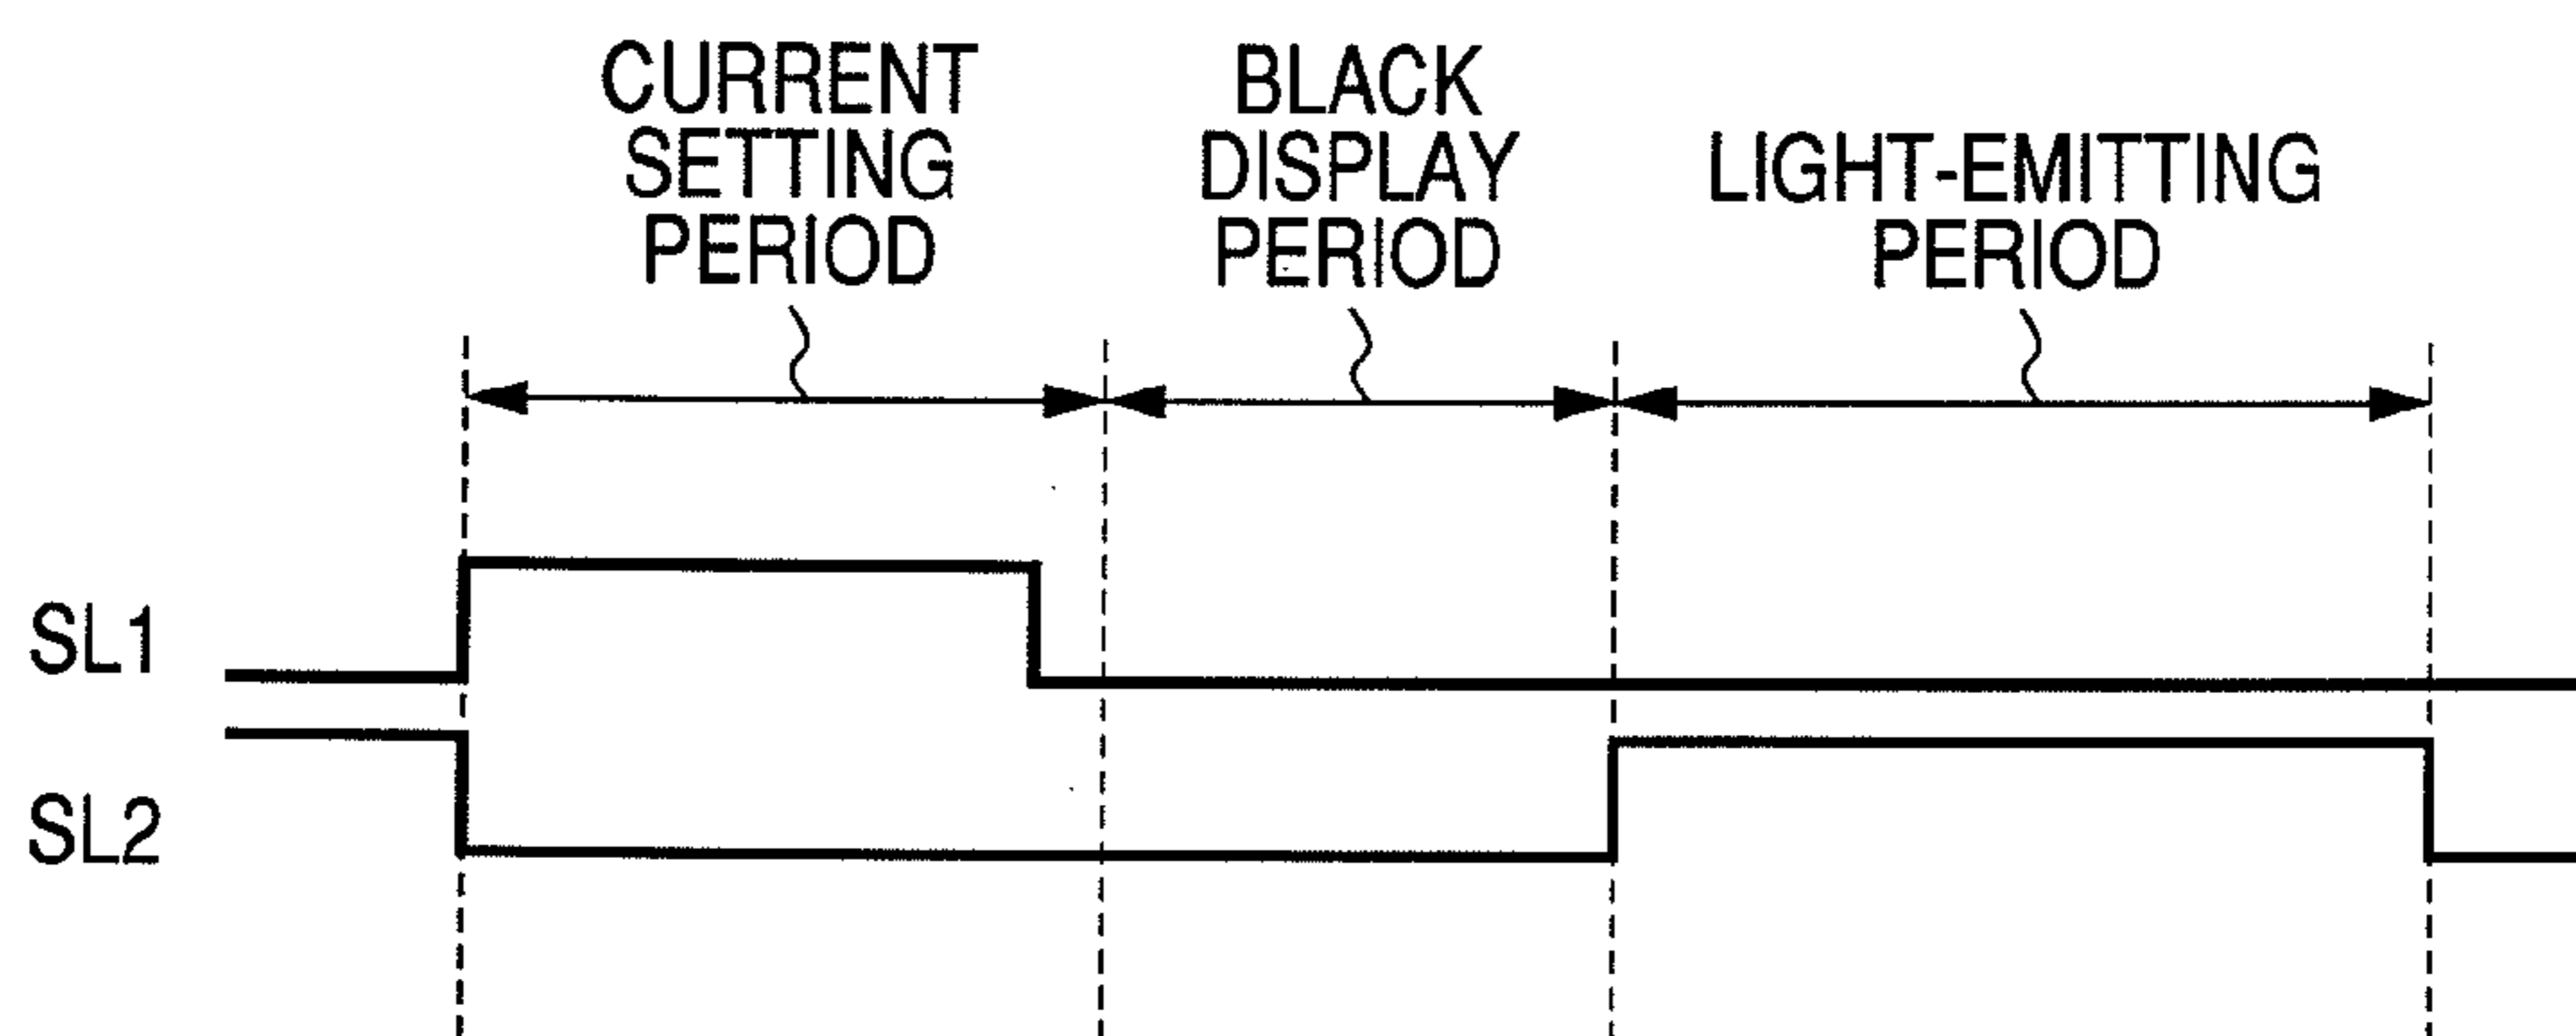 CURRENT
SETTING
PERIOD
BLACK
DISPLAY
PERIOD
LIGHT-EMITTING
PERIOD
SL1
SL2